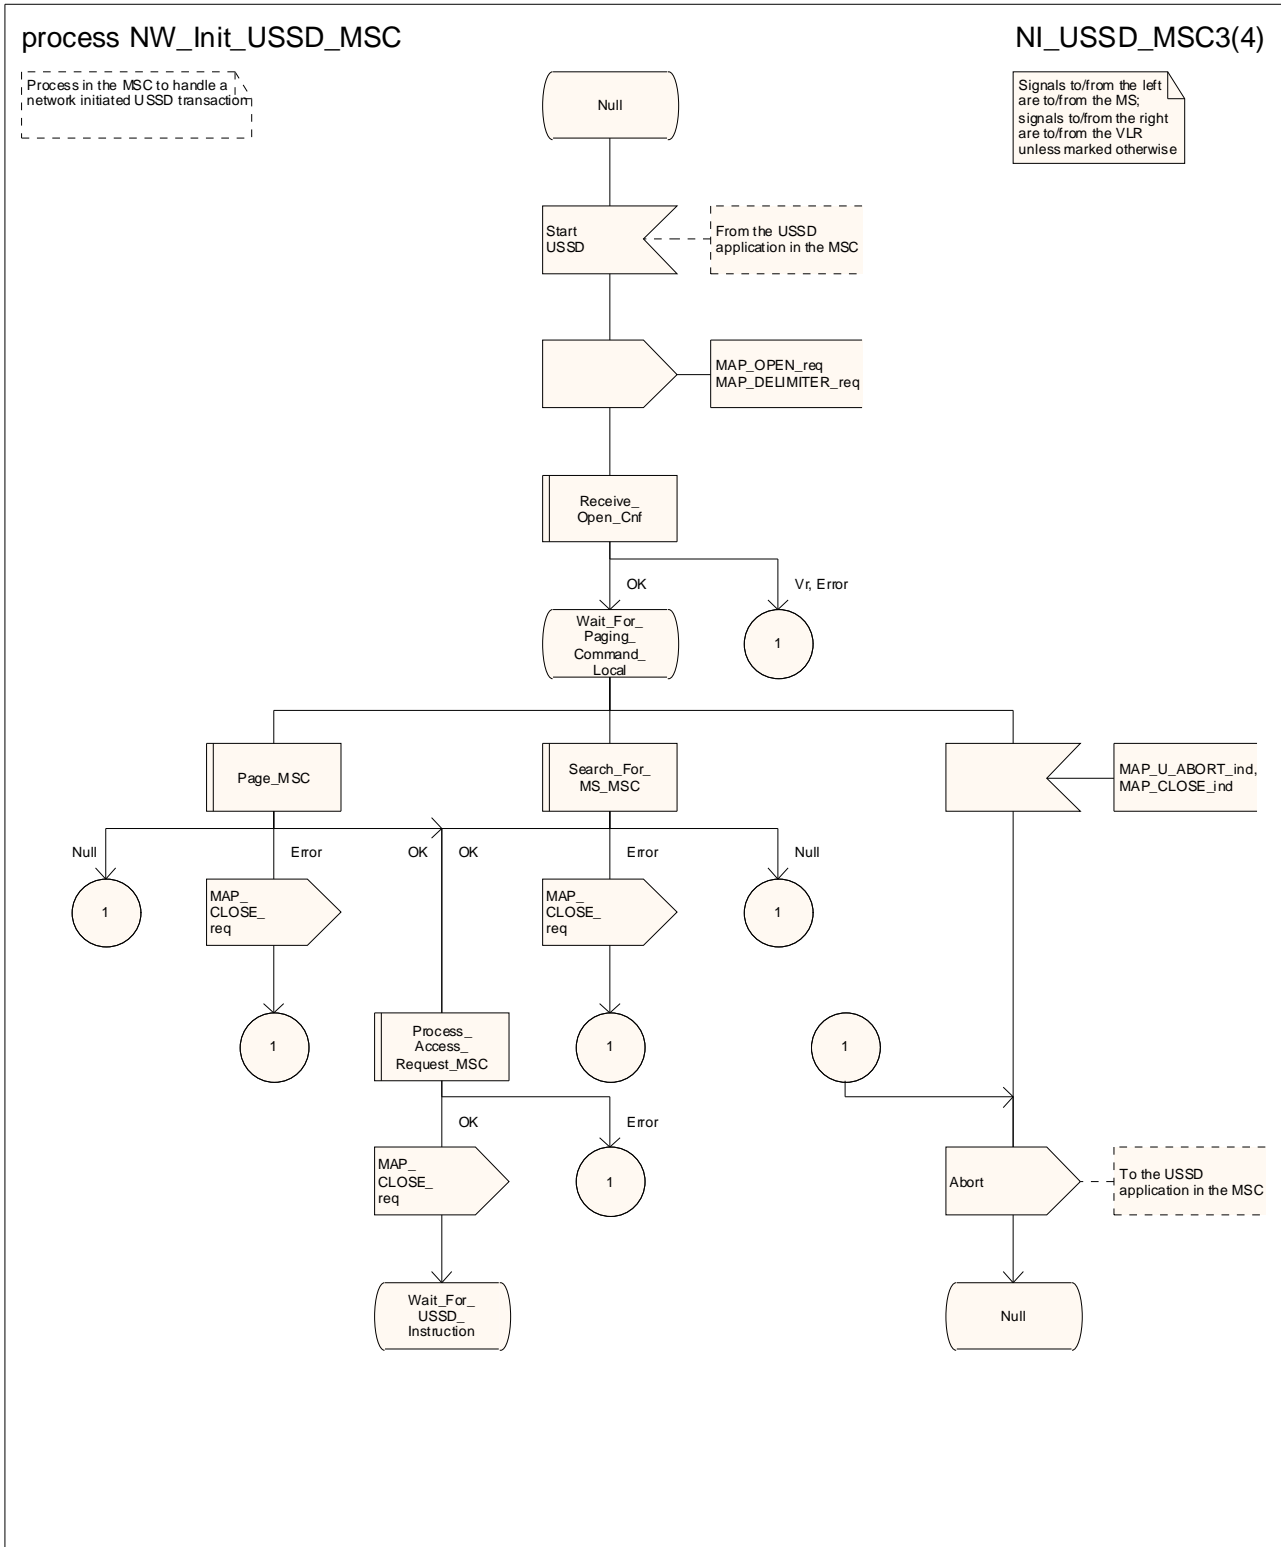 process NW_Init_USSD_MSC
NI_USSD_MSC3(4)
Process in the MSC to handle a
network initiated USSD transaction
Null
Signals to/from the left
are to/from the MS;
signals to/from the right
are to/from the VLR
unless marked otherwise
Start
USSD
From the USSD
application in the MSC
MAP_OPEN_req
MAP_DELIMITER_req
Receive_
Open_Cnf
OK
Vr, Error
Wait_For_
Paging_
Command_
Local
1
Page_MSC
Search_For_
MS_MSC
MAP_U_ABORT_ind,
MAP_CLOSE_ind
Null
Error
OK
OK
Error
Null
1
MAP_
CLOSE_
req
MAP_
CLOSE_
req
1
1
Process_
Access_
Request_MSC
1
1
OK
Error
MAP_
CLOSE_
req
1
Abort
To the USSD
application in the MSC
Wait_For_
USSD_
Instruction
Null